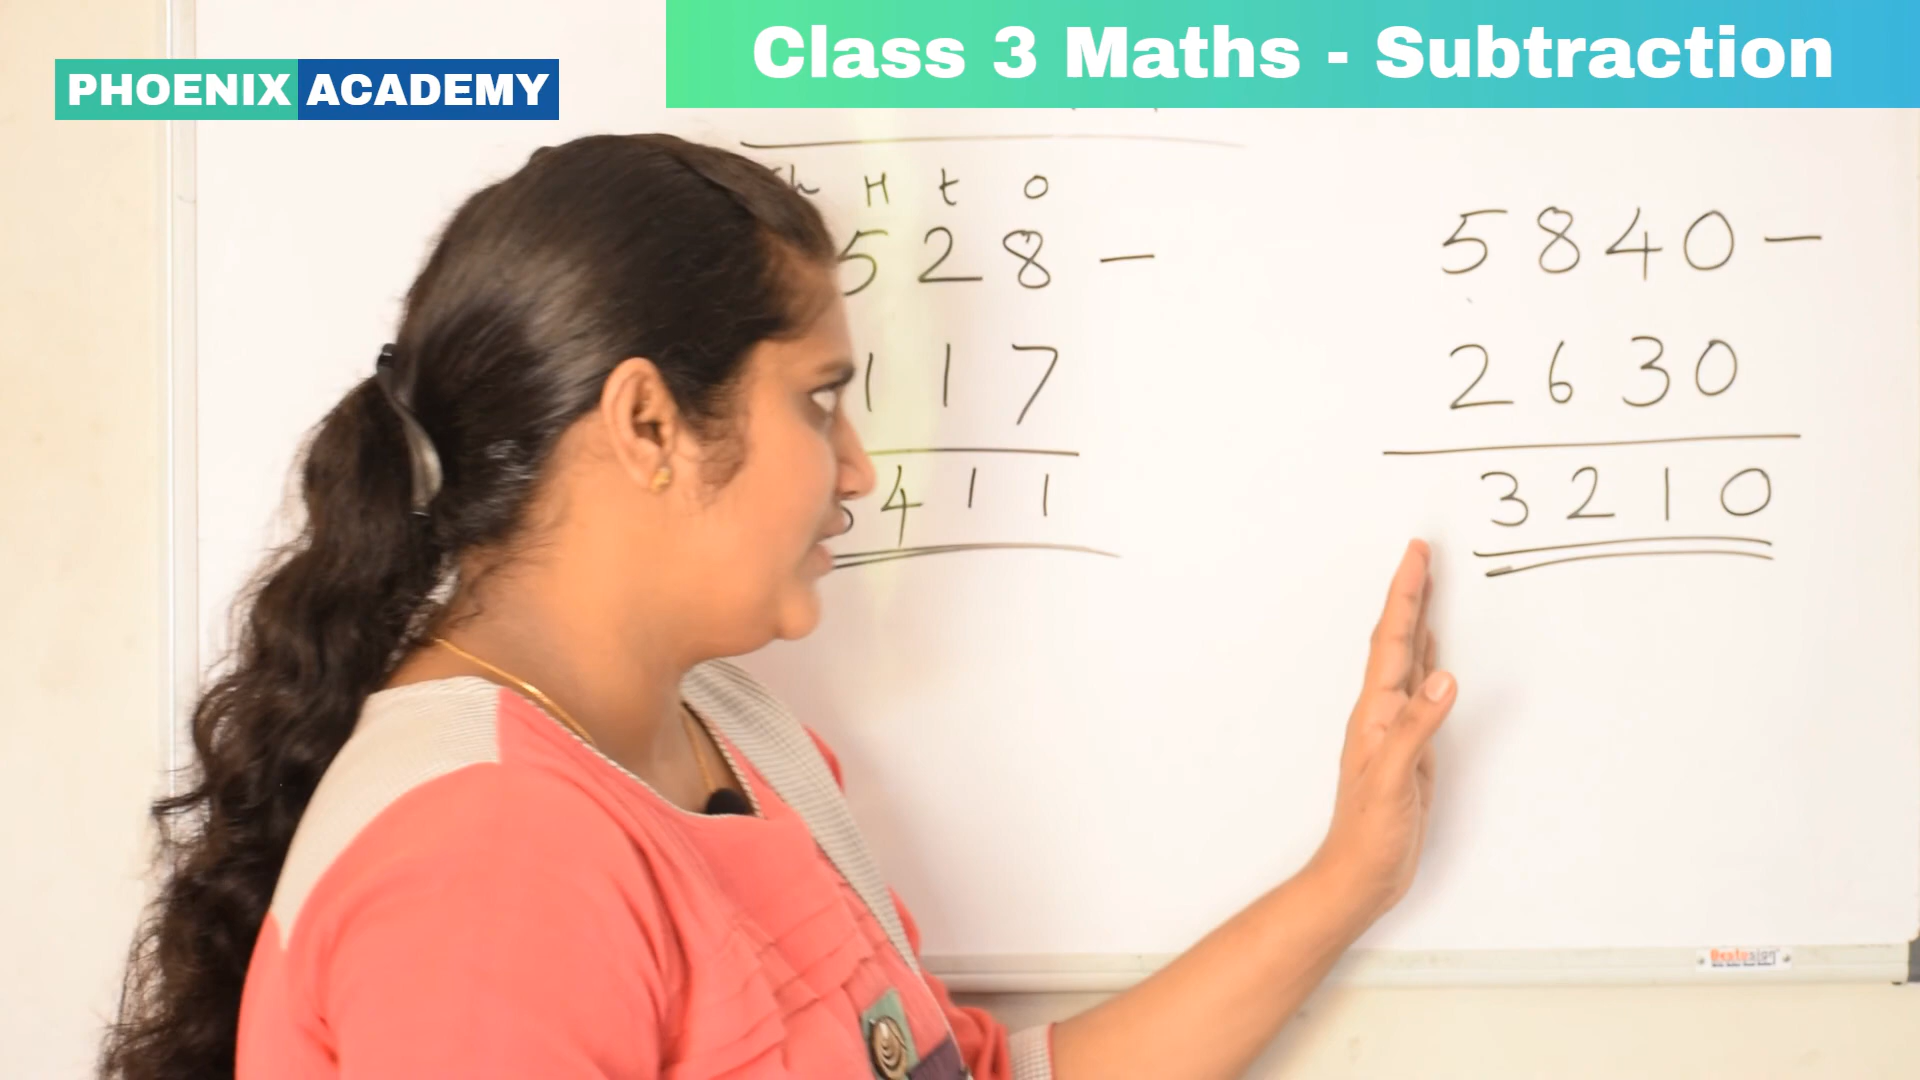 PHOENIX ACADEMY
Class 3 Maths - Subtraction
H t O
528 -
117
411
5840 -
2630
3210